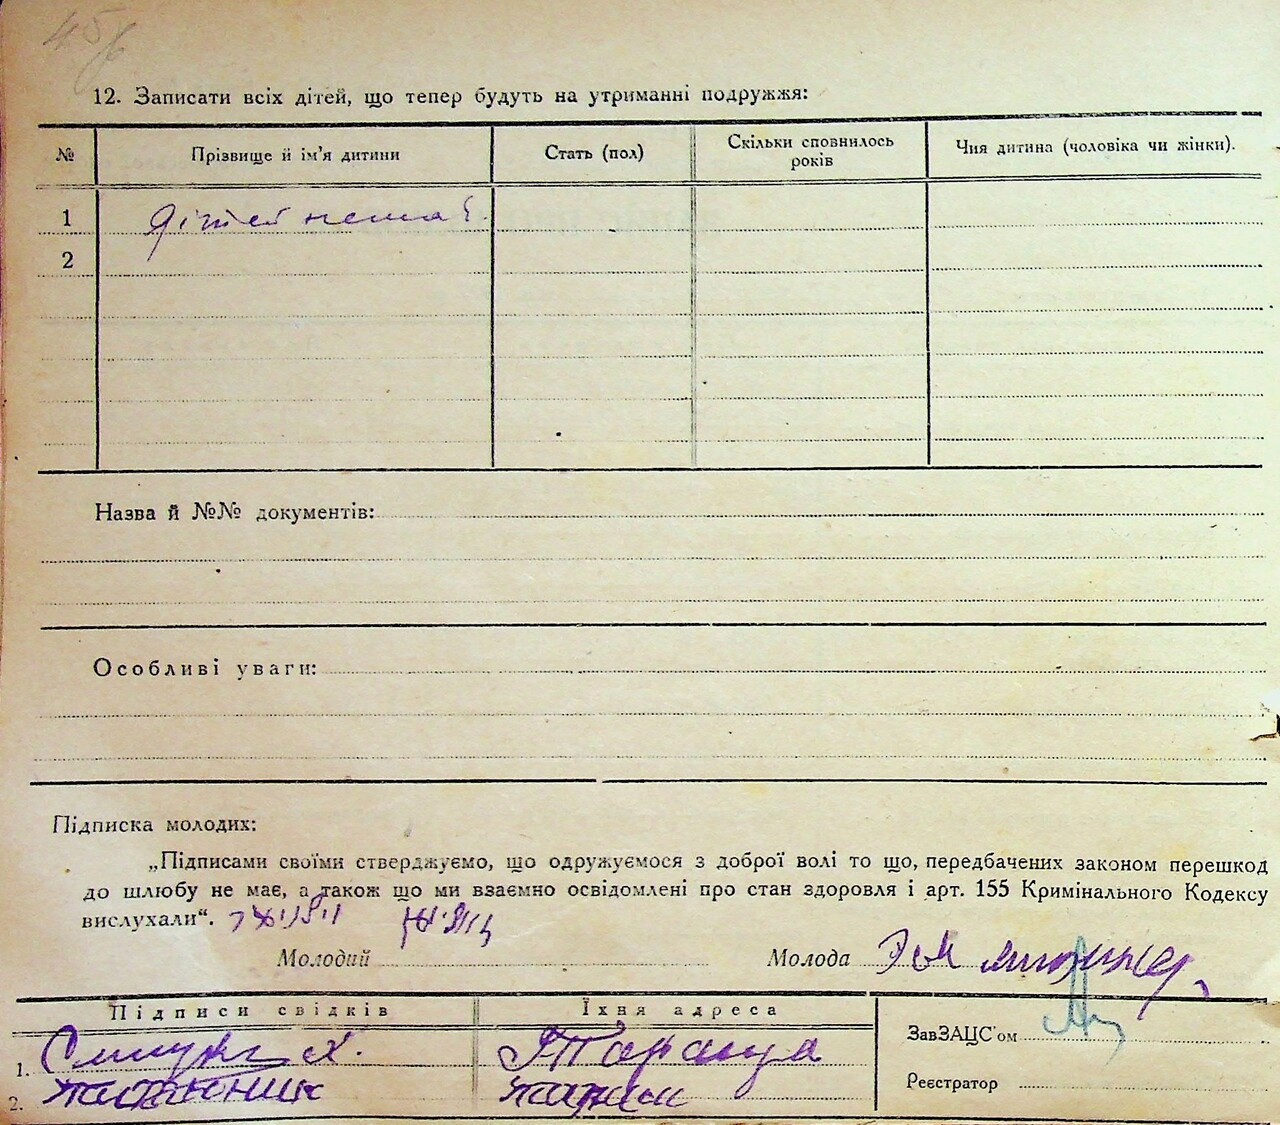 45б
12. Записати всіх дітей, що тепер будуть на утриманні подружжя:
№ Прізвище й ім'я дитини Стать (пол) Скільки сповнилось років Чия дитина (чоловіка чи жінки).
1 Дітей немає.
2
Назва й №№ документів:
Особливі уваги:
Підписка молодих:
„Підписами своїми стверджуємо, що одружуємося з доброї волі то що, передбачених законом перешкод
до шлюбу не має, а також що ми взаємно освідомлені про стан здоровля і арт. 155 Кримінального Кодексу
вислухали“.
Молодий Молода
Підписи свідків Їхня адреса
ЗавЗАЦС'ом
1. Тараща
Реєстратор
2.